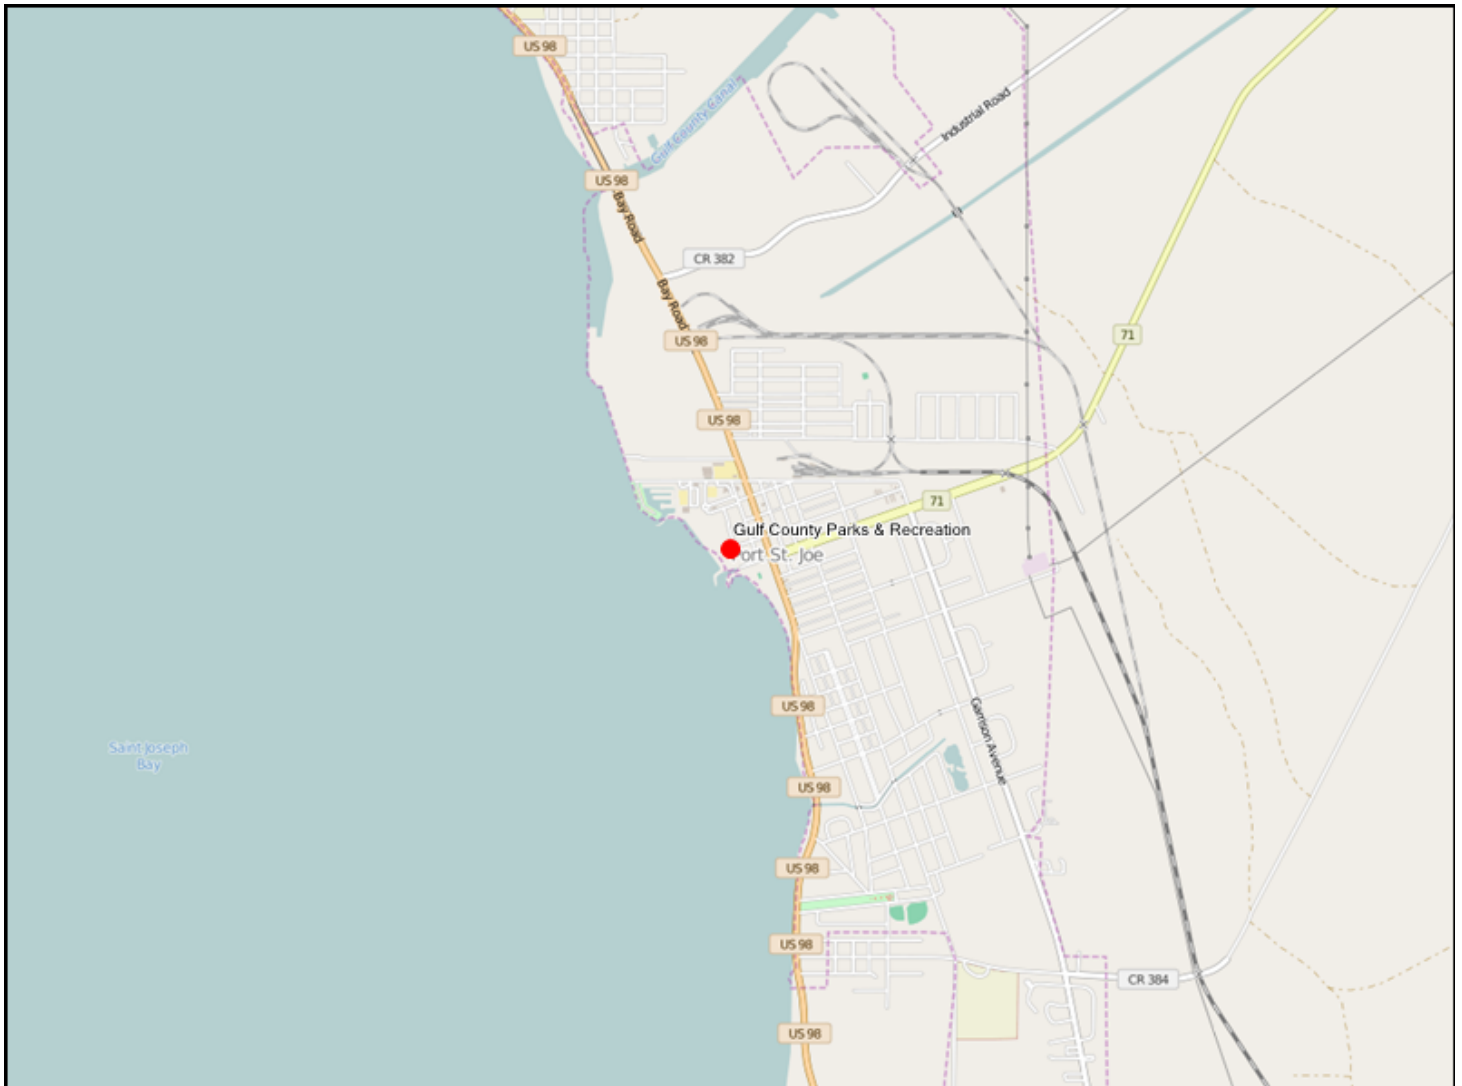 US 98
Gulf County Canal
Industrial Road
US 98
Bay Road
CR 382
Bay Road
US 98
71
US 98
71
Gulf County Parks & Recreation
Port St. Joe
US 98
Garrison Avenue
Saint Joseph
Bay
US 98
US 98
US 98
CR 384
US 98